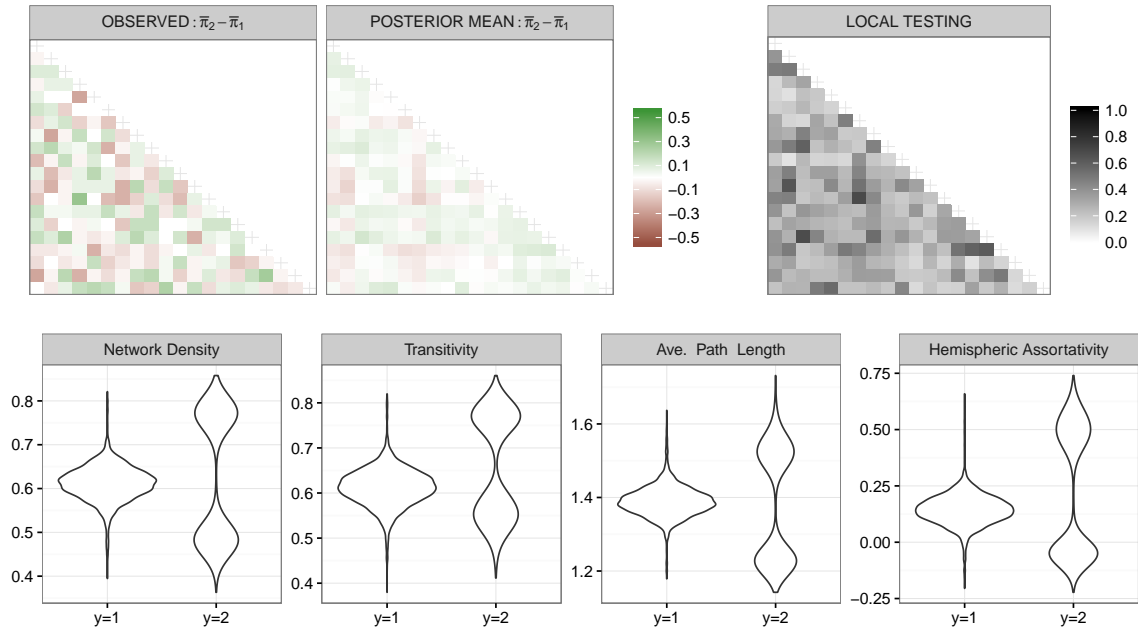 OBSERVED : π̅₂ − π̅₁
POSTERIOR MEAN : π̅₂ − π̅₁
LOCAL TESTING
0.5
0.3
0.1
−0.1
−0.3
−0.5
1.0
0.8
0.6
0.4
0.2
0.0
Network Density
0.8
0.7
0.6
0.5
0.4
y=1 y=2
Transitivity
0.8
0.7
0.6
0.5
0.4
y=1 y=2
Ave. Path Length
1.6
1.4
1.2
y=1 y=2
Hemispheric Assortativity
0.75
0.50
0.25
0.00
−0.25
y=1 y=2